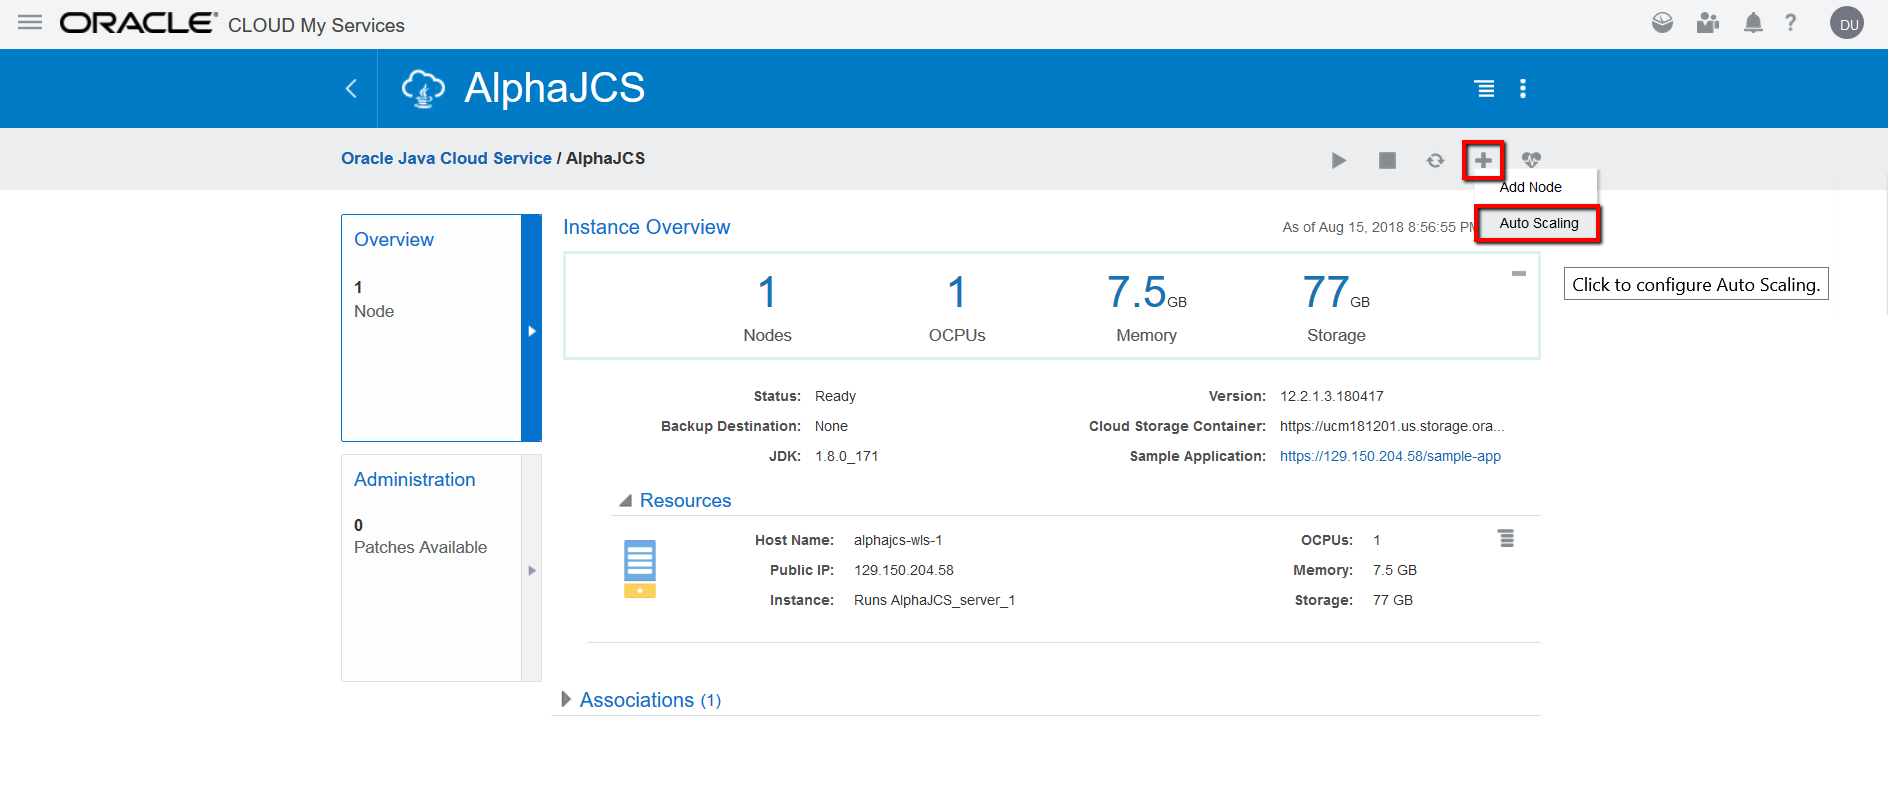 ORACLE CLOUD My Services
DU
AlphaJCS
Oracle Java Cloud Service / AlphaJCS
Add Node
Auto Scaling
Click to configure Auto Scaling.
Overview
1
Node
Administration
0
Patches Available
Instance Overview
As of Aug 15, 2018 8:56:55 PM
1 1 7.5 GB 77 GB
Nodes OCPUs Memory Storage
Status: Ready Version: 12.2.1.3.180417
Backup Destination: None Cloud Storage Container: https://ucm181201.us.storage.ora...
JDK: 1.8.0_171 Sample Application: https://129.150.204.58/sample-app
Resources
Host Name: alphajcs-wls-1 OCPUs: 1
Public IP: 129.150.204.58 Memory: 7.5 GB
Instance: Runs AlphaJCS_server_1 Storage: 77 GB
Associations (1)